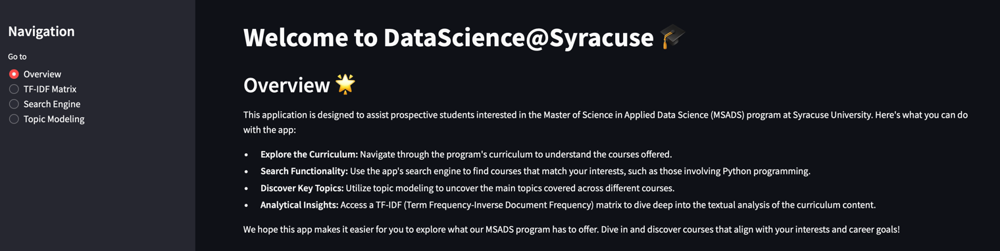 Navigation
Go to
Overview
TF-IDF Matrix
Search Engine
Topic Modeling
Welcome to DataScience@Syracuse 🎓
Overview 🌟
This application is designed to assist prospective students interested in the Master of Science in Applied Data Science (MSADS) program at Syracuse University. Here's what you can do
with the app:
• Explore the Curriculum: Navigate through the program's curriculum to understand the courses offered.
• Search Functionality: Use the app's search engine to find courses that match your interests, such as those involving Python programming.
• Discover Key Topics: Utilize topic modeling to uncover the main topics covered across different courses.
• Analytical Insights: Access a TF-IDF (Term Frequency-Inverse Document Frequency) matrix to dive deep into the textual analysis of the curriculum content.
We hope this app makes it easier for you to explore what our MSADS program has to offer. Dive in and discover courses that align with your interests and career goals!